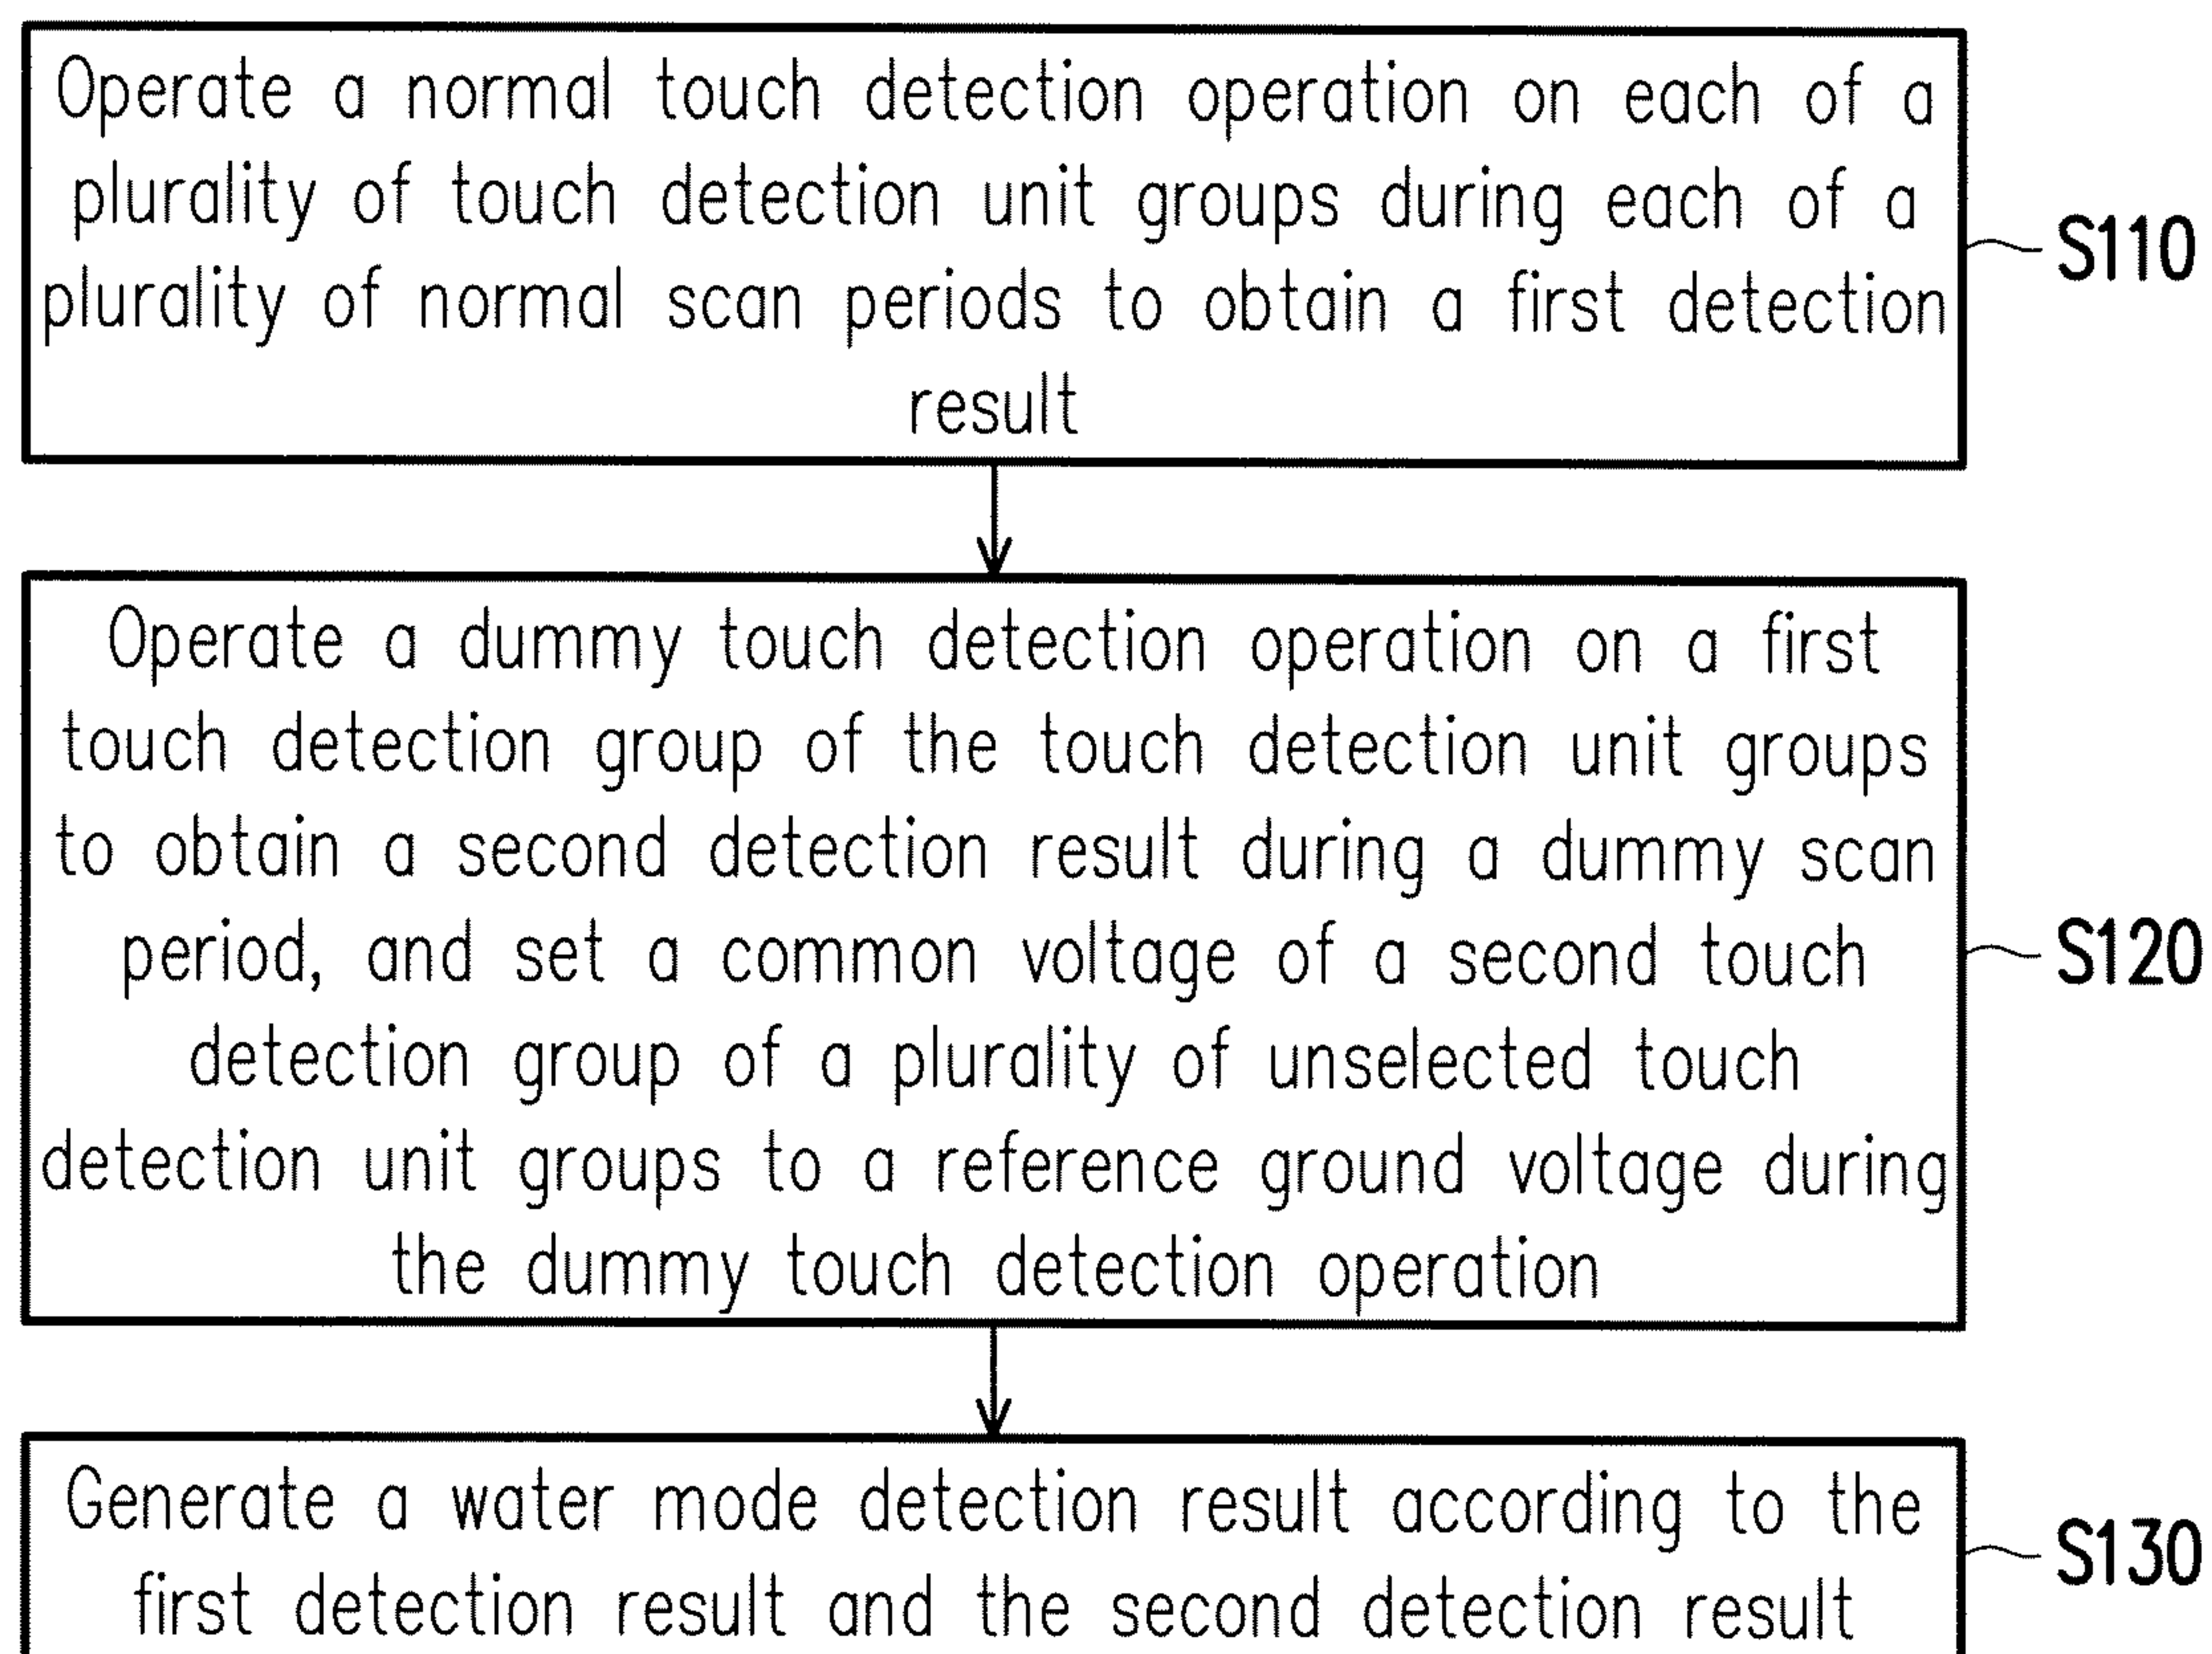 Operate a normal touch detection operation on each of a
plurality of touch detection unit groups during each of a
plurality of normal scan periods to obtain a first detection
result
S110
Operate a dummy touch detection operation on a first
touch detection group of the touch detection unit groups
to obtain a second detection result during a dummy scan
period, and set a common voltage of a second touch
detection group of a plurality of unselected touch
detection unit groups to a reference ground voltage during
the dummy touch detection operation
S120
Generate a water mode detection result according to the
first detection result and the second detection result
S130